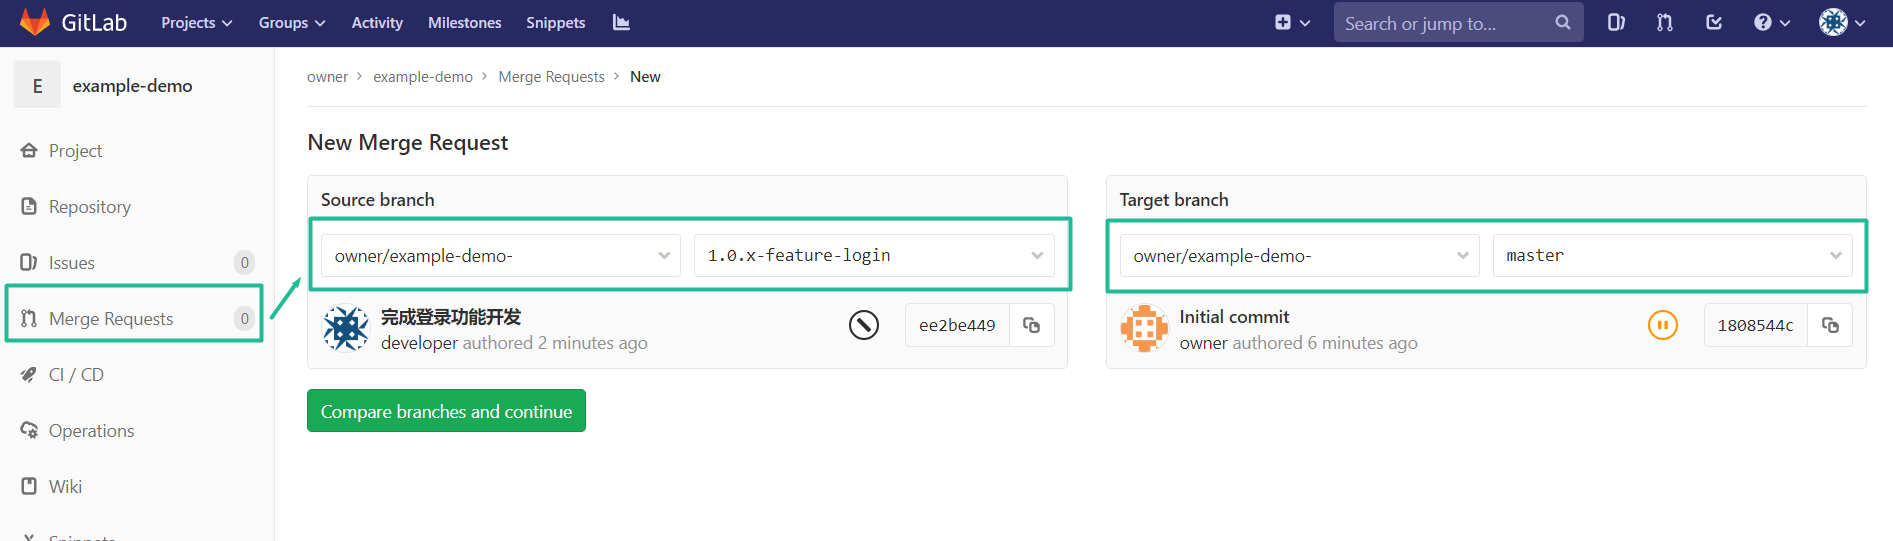 GitLab Projects Groups Activity Milestones Snippets Search or jump to...
E example-demo
owner > example-demo > Merge Requests > New
Project
Repository
Issues 0
Merge Requests 0
CI / CD
Operations
Wiki
Snippets
New Merge Request
Source branch
owner/example-demo- 1.0.x-feature-login
完成登录功能开发
developer authored 2 minutes ago
ee2be449
Target branch
owner/example-demo- master
Initial commit
owner authored 6 minutes ago
1808544c
Compare branches and continue